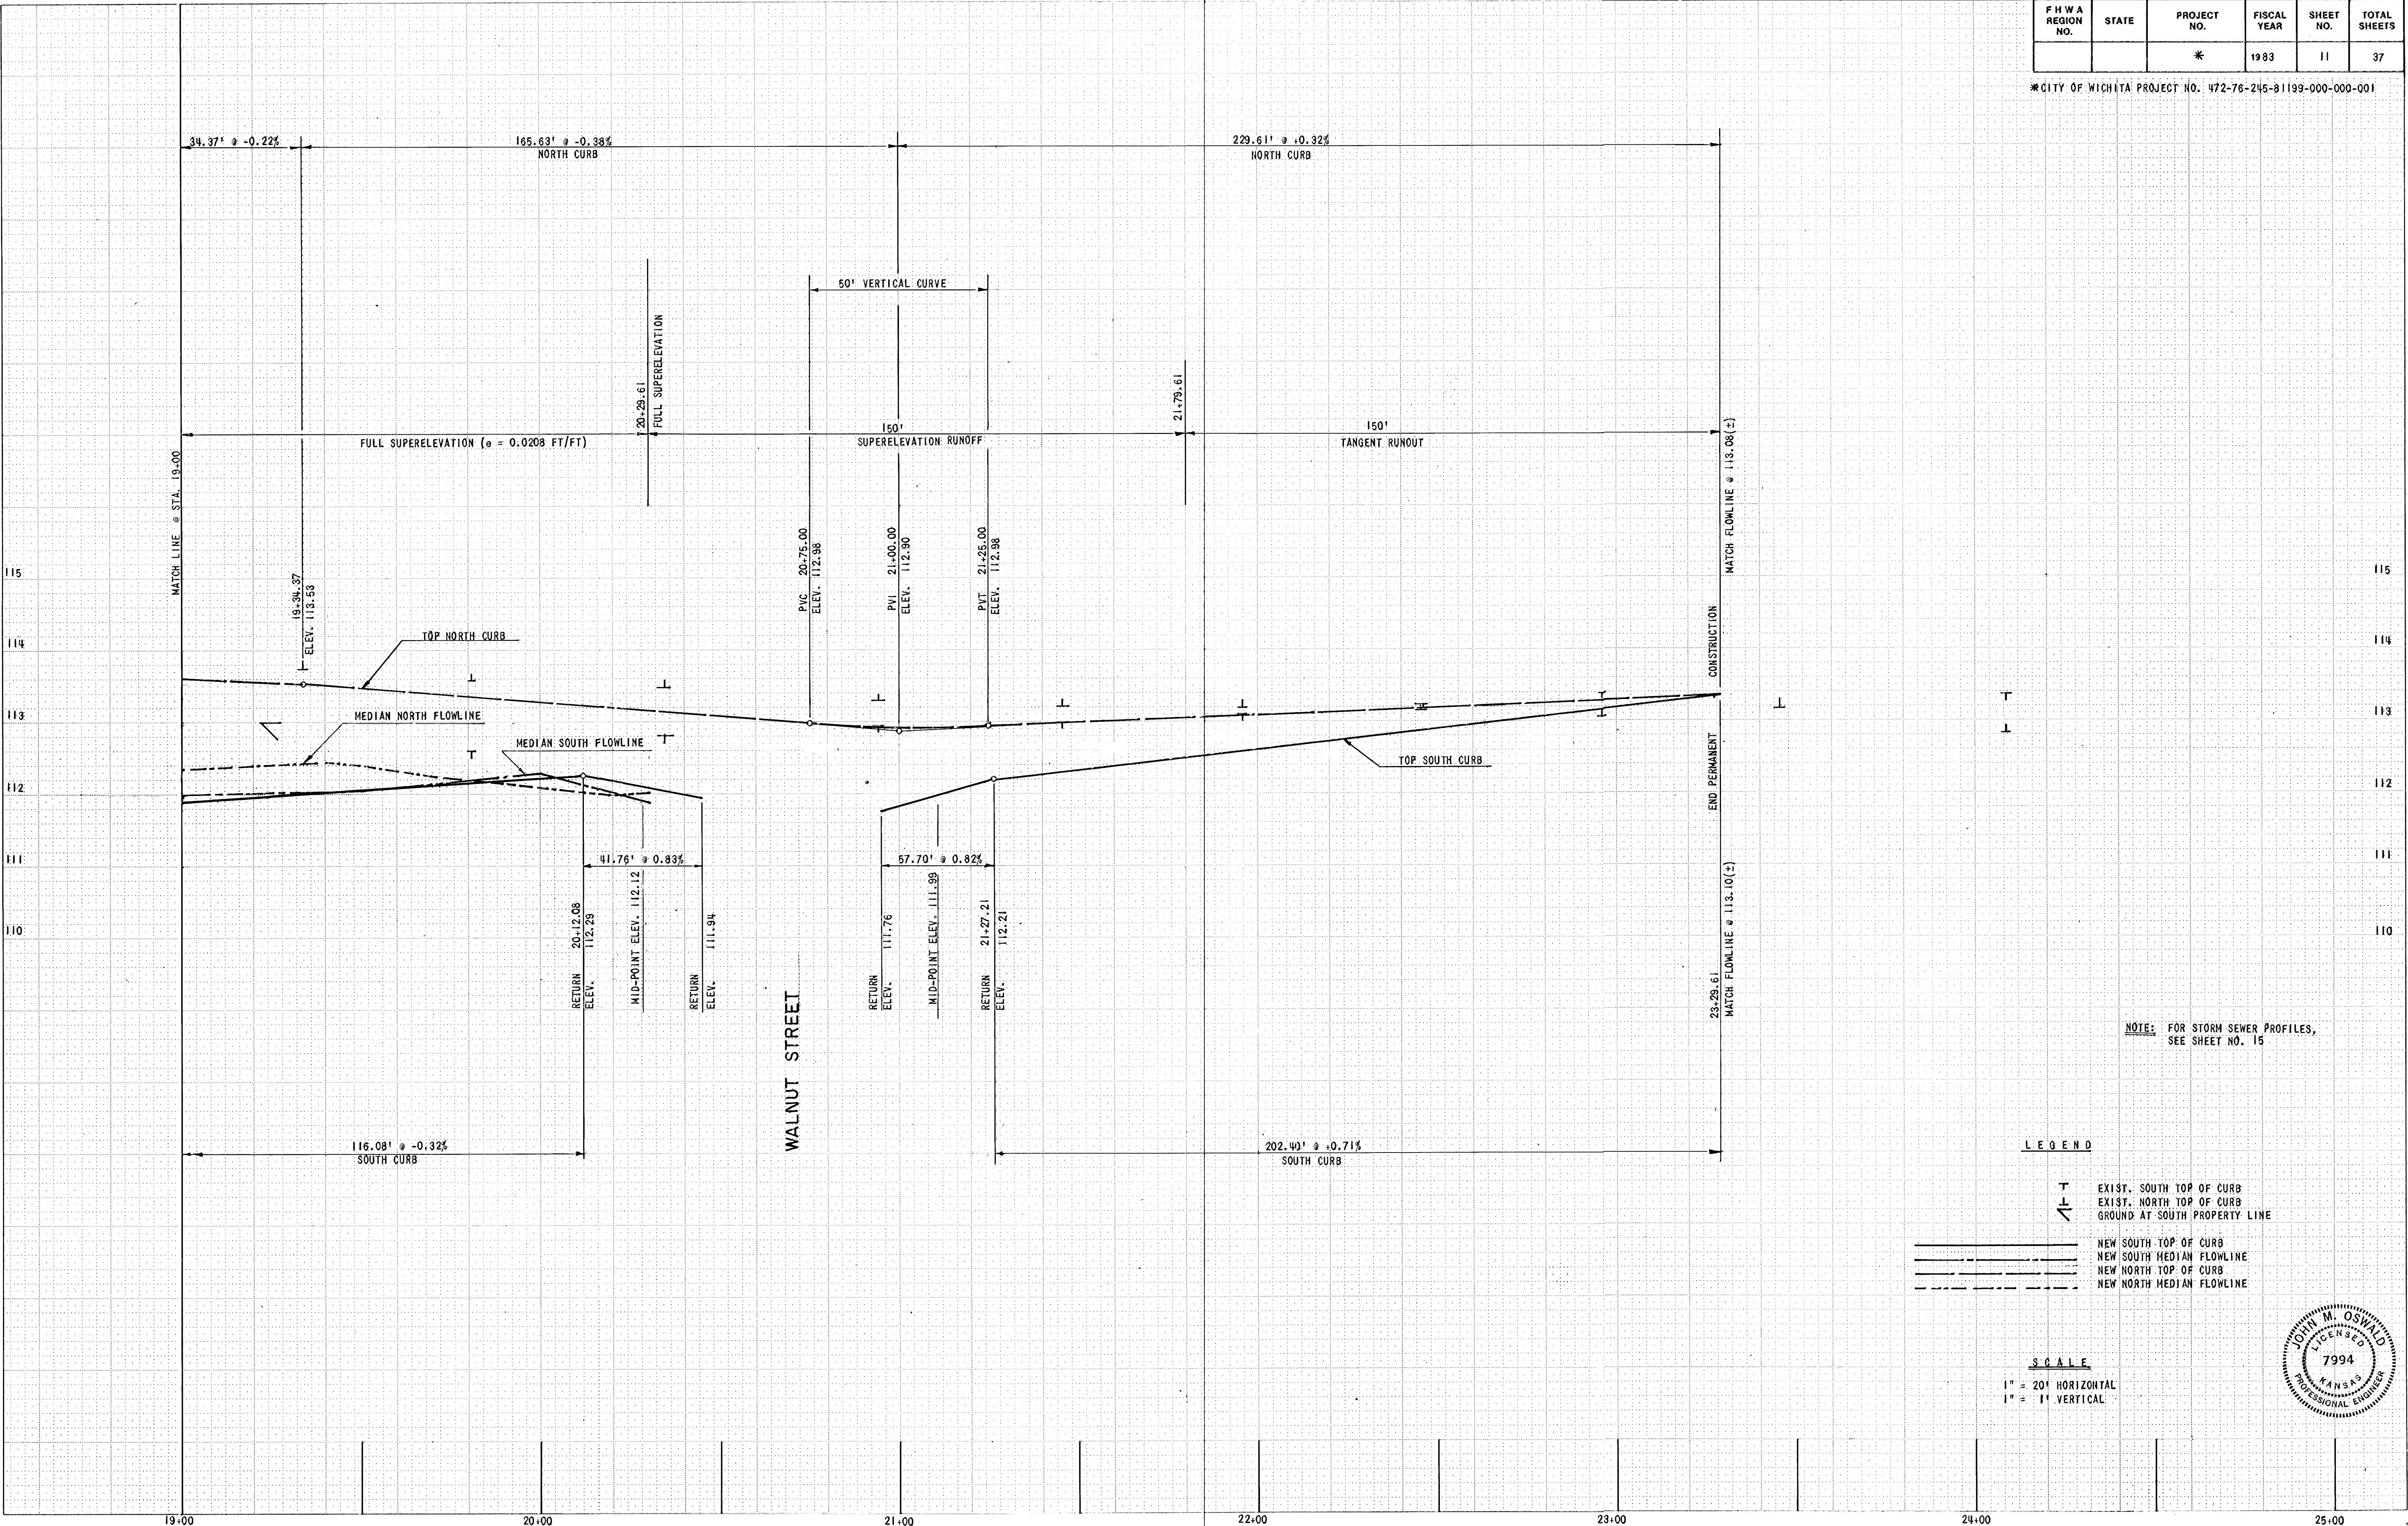 F H W A REGION NO.
STATE
PROJECT NO.
FISCAL YEAR
SHEET NO.
TOTAL SHEETS
*
1983
11
37
*CITY OF WICHITA PROJECT NO. 472-76-245-81199-000-000-001
34.37' @ -0.22%
165.63' @ -0.38%
NORTH CURB
229.61' @ +0.32%
NORTH CURB
50' VERTICAL CURVE
20+29.61
FULL SUPERELEVATION
21+79.61
FULL SUPERELEVATION (e = 0.0208 FT/FT)
150'
SUPERELEVATION RUNOFF
150'
TANGENT RUNOUT
MATCH LINE @ STA. 19+00
19+34.37
ELEV. 113.53
PVC 20+75.00
ELEV. 112.98
PVI 21+00.00
ELEV. 112.90
PVT 21+25.00
ELEV. 112.98
MATCH FLOWLINE @ 113.08(±)
END PERMANENT CONSTRUCTION
115
115
114
114
113
113
112
112
111
111
110
110
TOP NORTH CURB
MEDIAN NORTH FLOWLINE
MEDIAN SOUTH FLOWLINE
TOP SOUTH CURB
41.76' @ 0.83%
57.70' @ 0.82%
RETURN 20+12.08
ELEV. 112.29
MID-POINT ELEV. 112.12
RETURN
ELEV. 111.94
WALNUT STREET
RETURN
ELEV. 111.76
MID-POINT ELEV. 111.99
RETURN 21+27.21
ELEV. 112.21
23+29.61
MATCH FLOWLINE @ 113.10(±)
116.08' @ -0.32%
SOUTH CURB
202.40' @ +0.71%
SOUTH CURB
NOTE: FOR STORM SEWER PROFILES,
SEE SHEET NO. 15
LEGEND
EXIST. SOUTH TOP OF CURB
EXIST. NORTH TOP OF CURB
GROUND AT SOUTH PROPERTY LINE
NEW SOUTH TOP OF CURB
NEW SOUTH MEDIAN FLOWLINE
NEW NORTH TOP OF CURB
NEW NORTH MEDIAN FLOWLINE
SCALE
1" = 20' HORIZONTAL
1" = 1' VERTICAL
JOHN M. OSWALD
LICENSED
7994
KANSAS
PROFESSIONAL ENGINEER
19+00
20+00
21+00
22+00
23+00
24+00
25+00